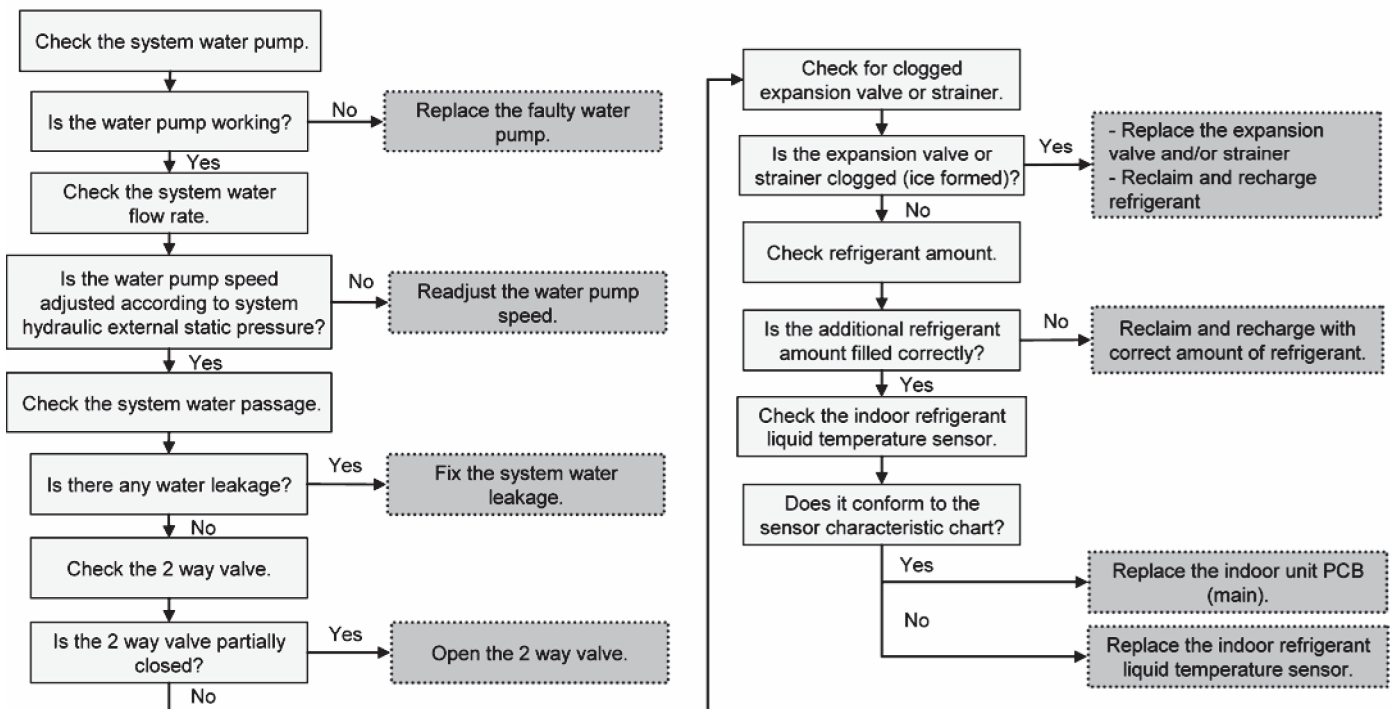 Check the system water pump.
Is the water pump working?
No
Replace the faulty water
pump.
Yes
Check the system water
flow rate.
Is the water pump speed
adjusted according to system
hydraulic external static pressure?
No
Readjust the water pump
speed.
Yes
Check the system water passage.
Is there any water leakage?
Yes
Fix the system water
leakage.
No
Check the 2 way valve.
Is the 2 way valve partially
closed?
Yes
Open the 2 way valve.
No
Check for clogged
expansion valve or strainer.
Is the expansion valve or
strainer clogged (ice formed)?
Yes
- Replace the expansion
valve and/or strainer
- Reclaim and recharge
refrigerant
No
Check refrigerant amount.
Is the additional refrigerant
amount filled correctly?
No
Reclaim and recharge with
correct amount of refrigerant.
Yes
Check the indoor refrigerant
liquid temperature sensor.
Does it conform to the
sensor characteristic chart?
Yes
Replace the indoor unit PCB
(main).
No
Replace the indoor refrigerant
liquid temperature sensor.